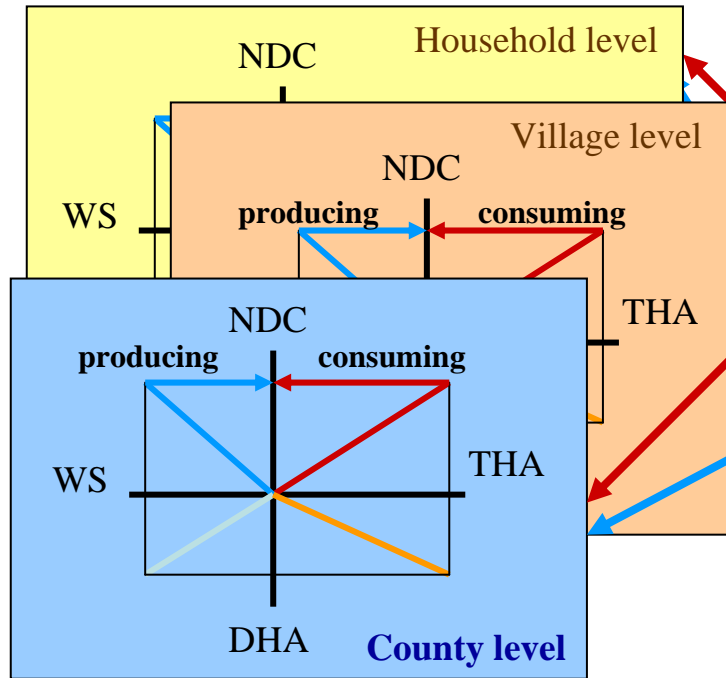 Household level
NDC
WS
Village level
NDC
producing consuming
THA
NDC
producing consuming
WS
THA
DHA
County level